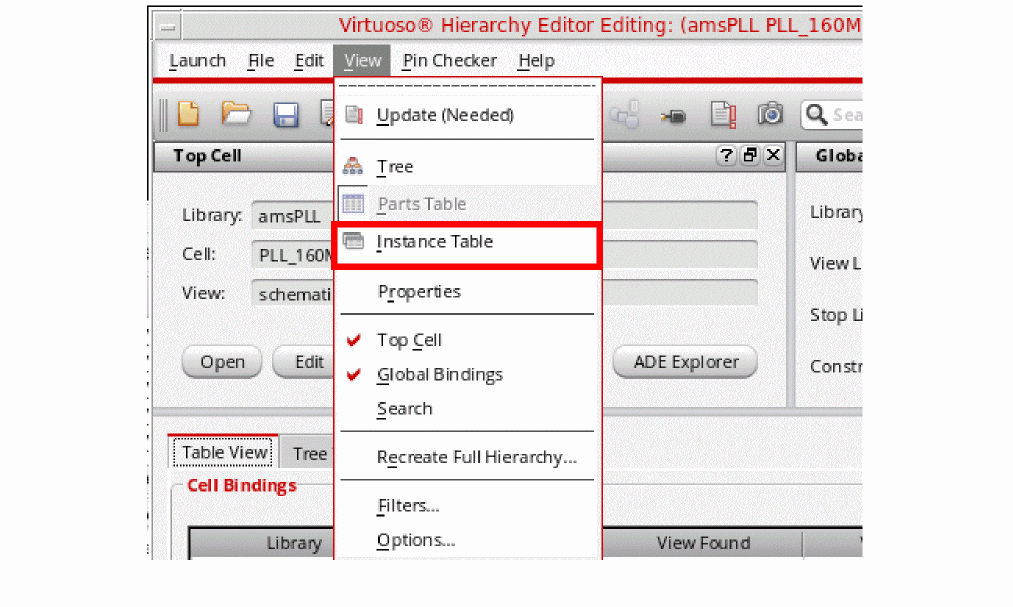 Virtuoso® Hierarchy Editor Editing: (amsPLL PLL_160M
Launch File Edit View Pin Checker Help
Update (Needed)
Sea
Top Cell
Globa
Tree
Parts Table
Library: amsPLL
Library
Instance Table
Cell: PLL_160M
View L
Properties
View: schemati
Stop Li
Top Cell
Open Edit ADE Explorer
Constr
Global Bindings
Search
Table View Tree
Recreate Full Hierarchy...
Cell Bindings
Filters...
Options...
Library View Found